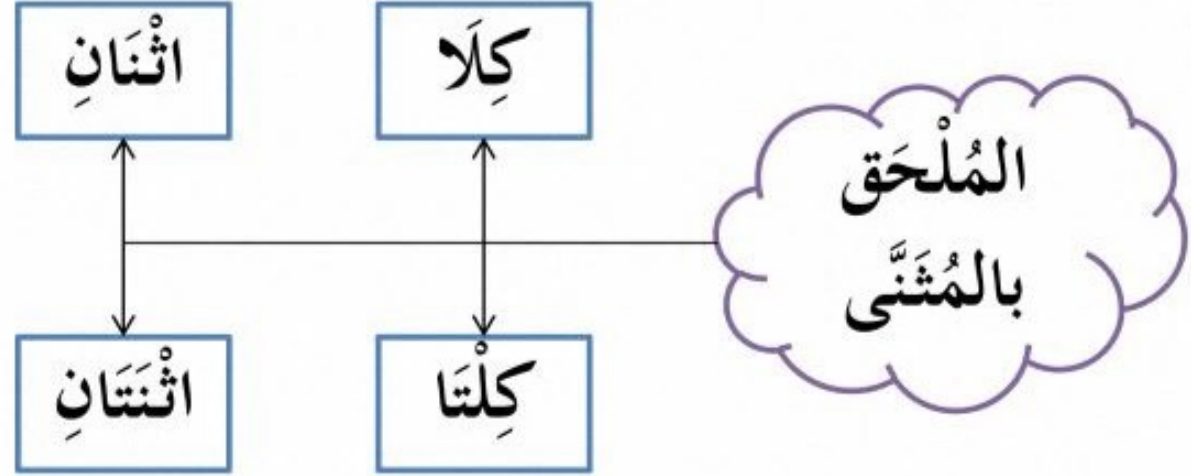 المُلْحَق
بالمُثَنَّى
كِلَا
كِلْتَا
اثْنَانِ
اثْنَتَانِ